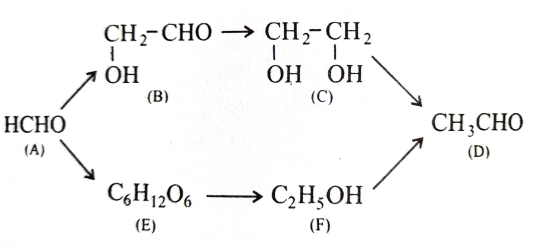 CH₂–CHO → CH₂–CH₂
OH OH OH
(B) (C)
HCHO CH₃CHO
(A) (D)
C₆H₁₂O₆ → C₂H₅OH
(E) (F)